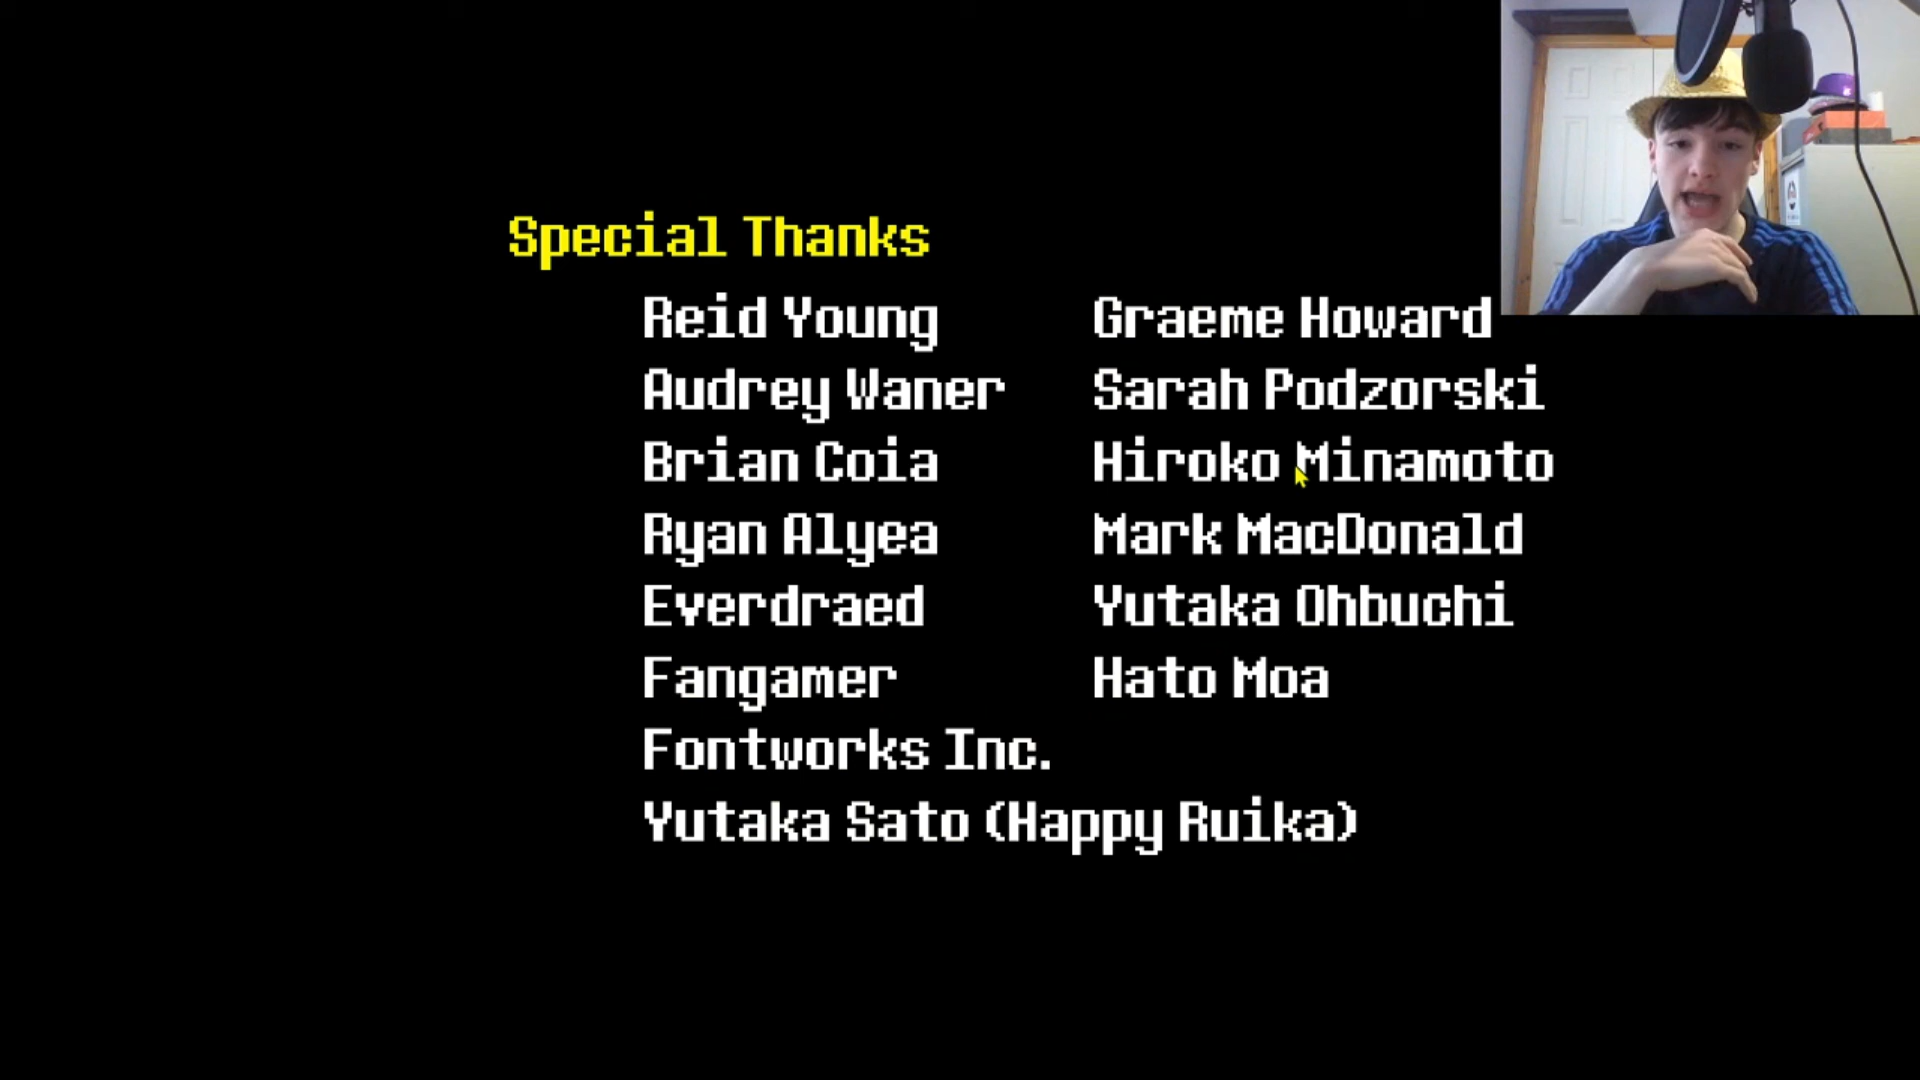 Special Thanks
Reid Young
Audrey Waner
Brian Coia
Ryan Alyea
Everdraed
Fangamer
Fontworks Inc.
Yutaka Sato (Happy Ruika)
Graeme Howard
Sarah Podzorski
Hiroko Minamoto
Mark MacDonald
Yutaka Ohbuchi
Hato Moa